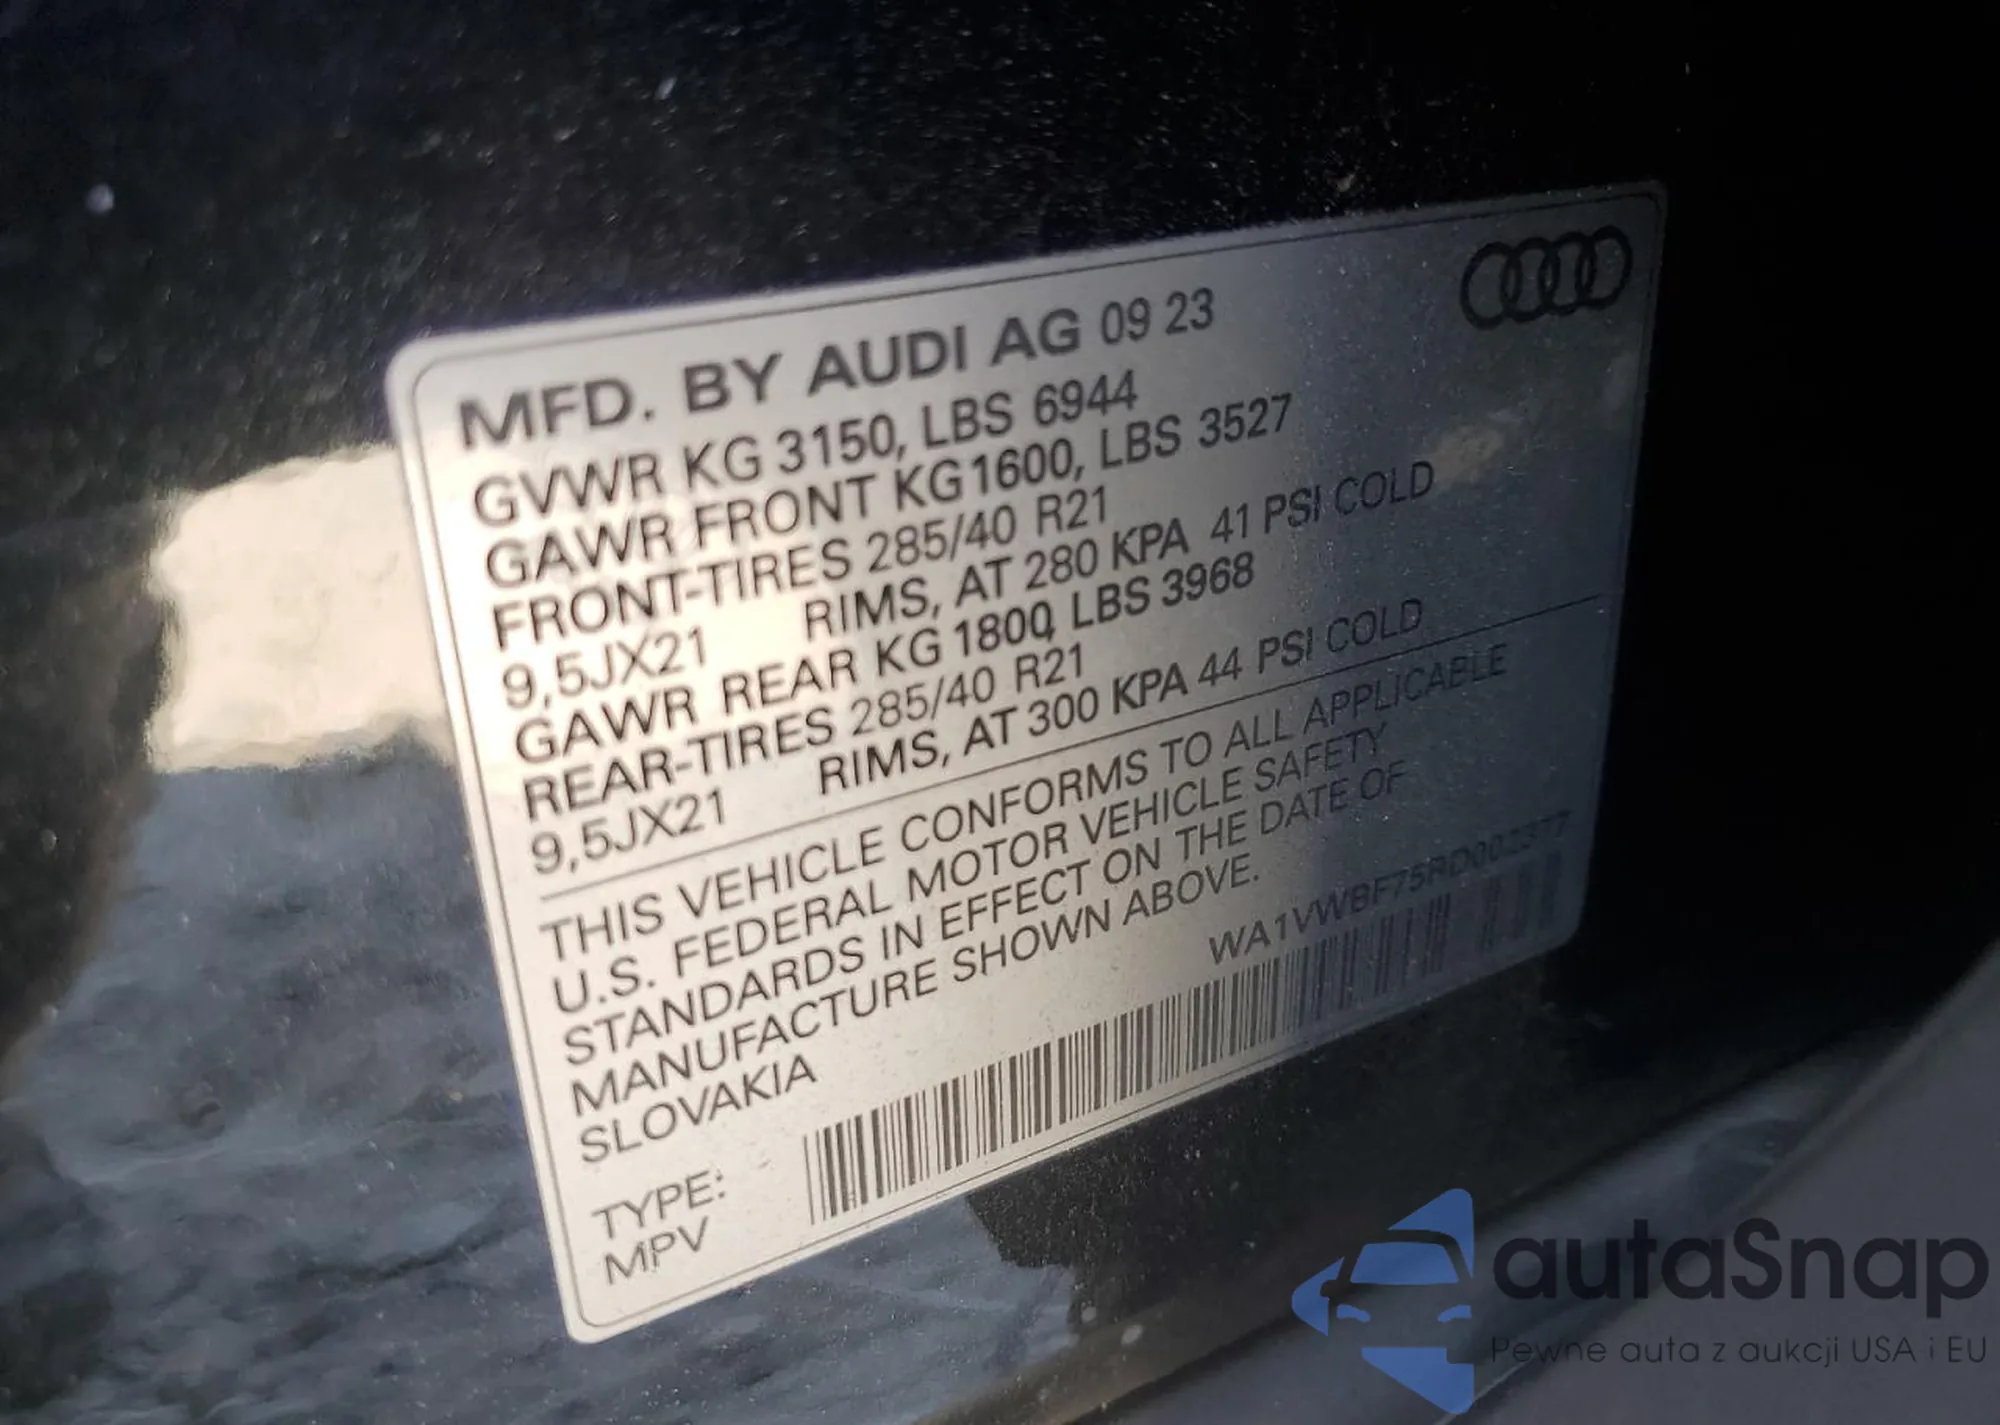 MFD. BY AUDI AG 09 23
GVWR KG 3150, LBS 6944
GAWR FRONT KG1600, LBS 3527
FRONT-TIRES 285/40 R21
9,5JX21 RIMS, AT 280 KPA 41 PSI COLD
GAWR REAR KG 1800, LBS 3968
REAR-TIRES 285/40 R21
9,5JX21 RIMS, AT 300 KPA 44 PSI COLD
THIS VEHICLE CONFORMS TO ALL APPLICABLE
U.S. FEDERAL MOTOR VEHICLE SAFETY
STANDARDS IN EFFECT ON THE DATE OF
MANUFACTURE SHOWN ABOVE.
SLOVAKIA
WA1VWBF75RD002377
TYPE:
MPV
autaSnap
Pewne auta z aukcji USA i EU